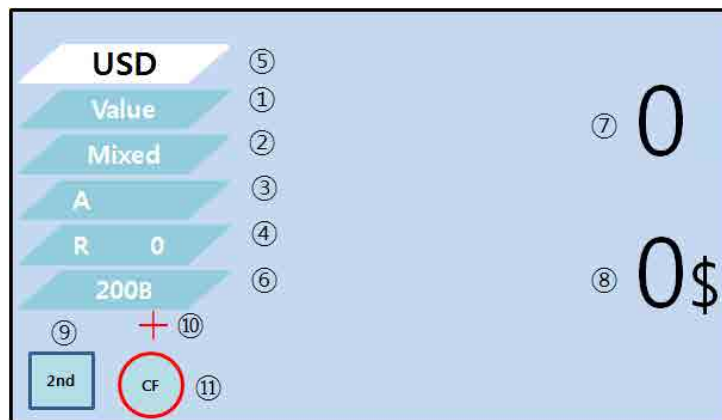 USD ⑤
Value ①
Mixed ②
A ③
R 0 ④
200B ⑥
⑦ 0
⑧ 0$
⑨ + ⑩
2nd CF ⑪